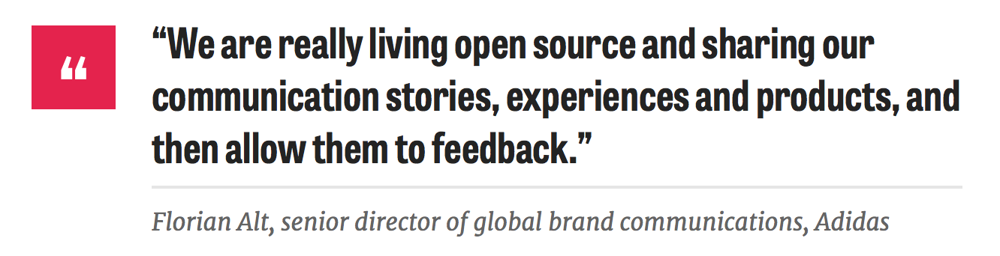 “
“We are really living open source and sharing our
communication stories, experiences and products, and
then allow them to feedback.”
Florian Alt, senior director of global brand communications, Adidas